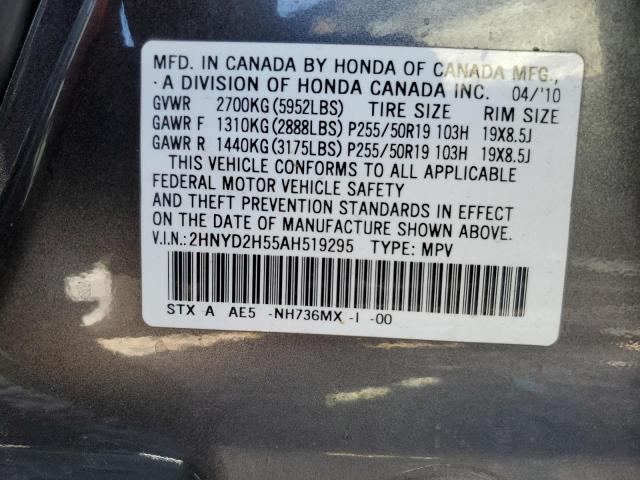 MFD. IN CANADA BY HONDA OF CANADA MFG.,
A DIVISION OF HONDA CANADA INC. 04/'10
GVWR 2700KG (5952LBS) TIRE SIZE RIM SIZE
GAWR F 1310KG (2888LBS) P255/50R19 103H 19X8.5J
GAWR R 1440KG (3175LBS) P255/50R19 103H 19X8.5J
THIS VEHICLE CONFORMS TO ALL APPLICABLE
FEDERAL MOTOR VEHICLE SAFETY
AND THEFT PREVENTION STANDARDS IN EFFECT
ON THE DATE OF MANUFACTURE SHOWN ABOVE.
V.I.N.: 2HNYD2H55AH519295 TYPE: MPV
STX A AE5 -NH736MX -I -00